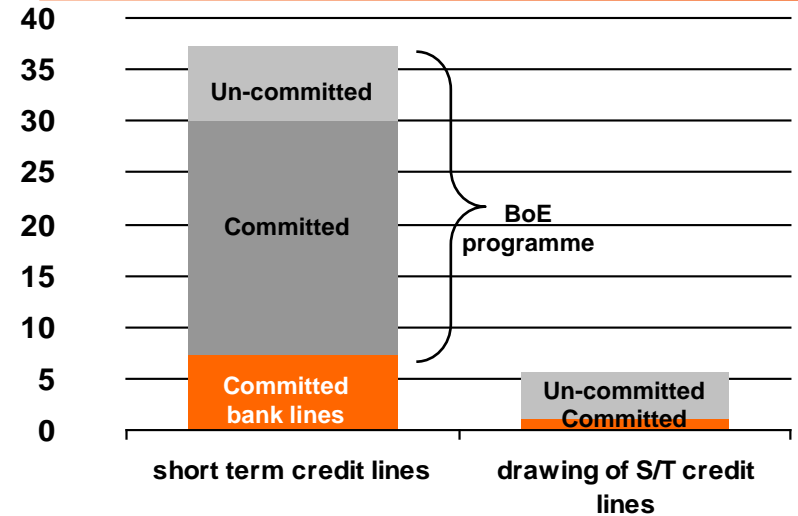 40
35
30
25
20
15
10
5
0
Un-committed
Committed
Committed
bank lines
BoE
programme
Un-committed
Committed
short term credit lines
drawing of S/T credit
lines